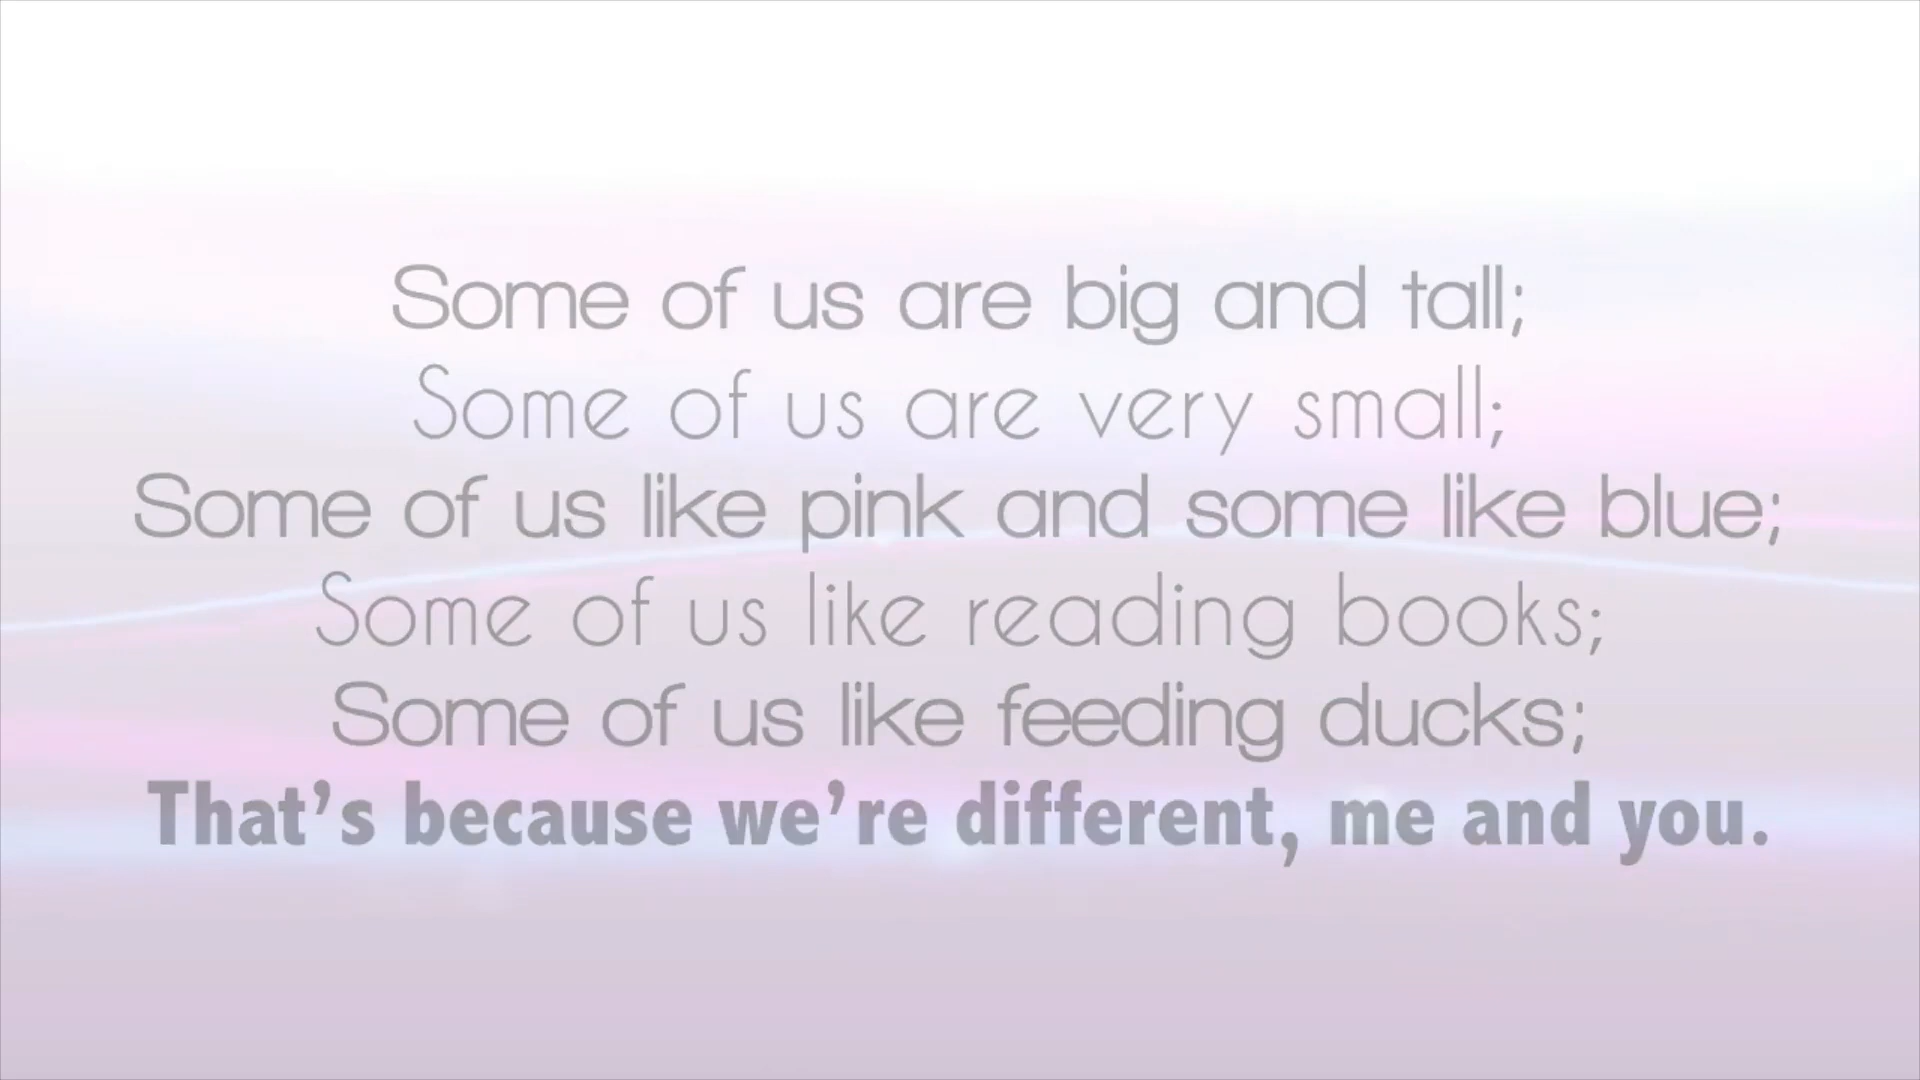 Some of us are big and tall;
Some of us are very small;
Some of us like pink and some like blue;
Some of us like reading books;
Some of us like feeding ducks;
That’s because we’re different, me and you.